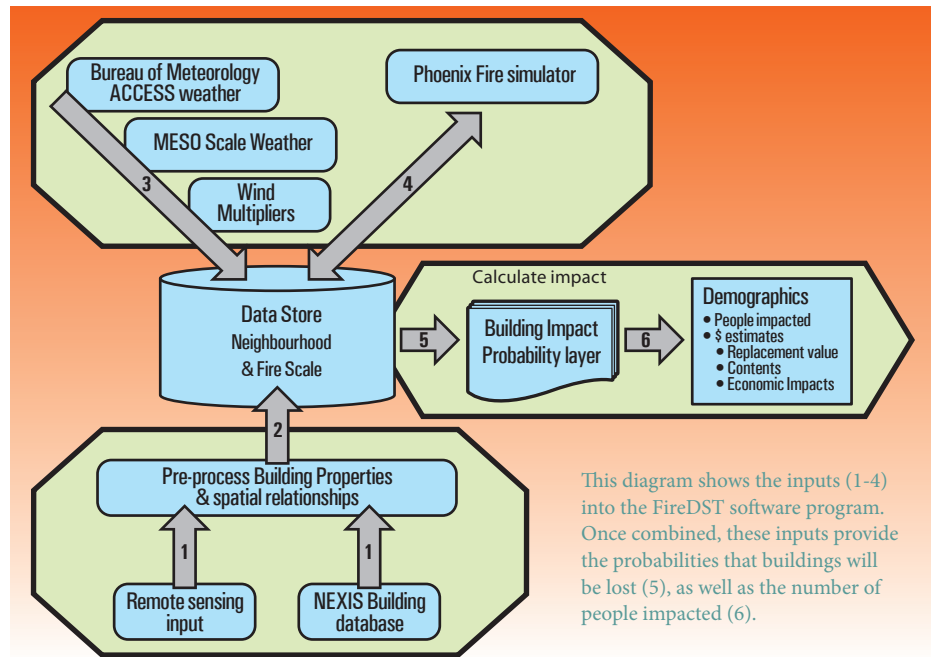 Bureau of Meteorology
ACCESS weather
MESO Scale Weather
Wind
Multipliers
3
Phoenix Fire simulator
4
Data Store
Neighbourhood
& Fire Scale
Calculate impact
5
Building Impact
Probability layer
6
Demographics
• People impacted
• $ estimates
• Replacement value
• Contents
• Economic Impacts
2
Pre-process Building Properties
& spatial relationships
1
1
Remote sensing
input
NEXIS Building
database
This diagram shows the inputs (1-4)
into the FireDST software program.
Once combined, these inputs provide
the probabilities that buildings will
be lost (5), as well as the number of
people impacted (6).